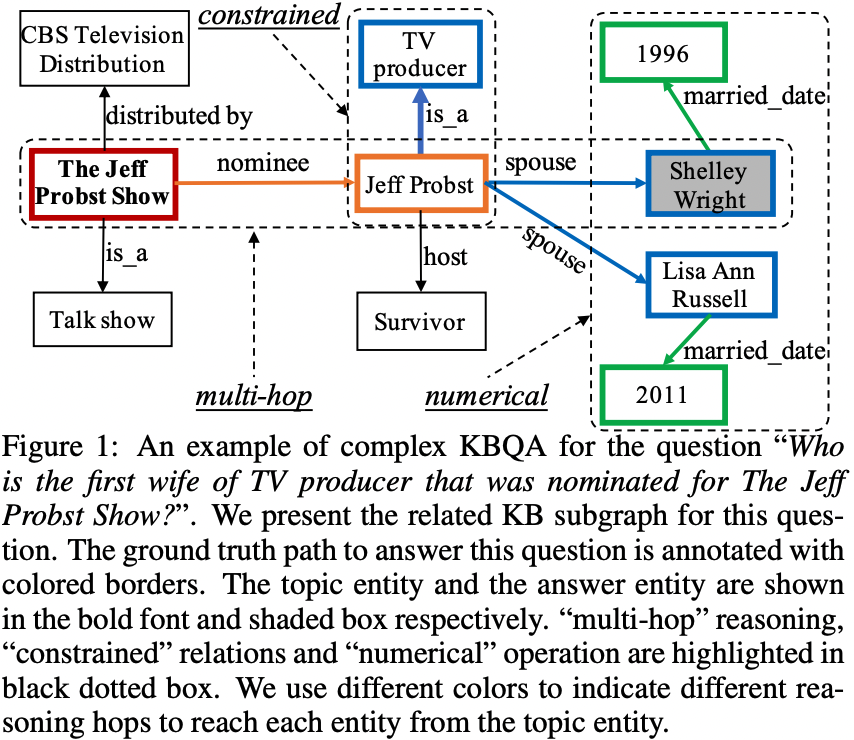 CBS Television
Distribution
constrained
TV
producer
1996
distributed by
is_a
married_date
The Jeff
Probst Show
nominee
Jeff Probst
spouse
Shelley
Wright
is_a
host
spouse
Lisa Ann
Russell
Talk show
Survivor
married_date
multi-hop
numerical
2011
Figure 1: An example of complex KBQA for the question “Who
is the first wife of TV producer that was nominated for The Jeff
Probst Show?”. We present the related KB subgraph for this ques-
tion. The ground truth path to answer this question is annotated with
colored borders. The topic entity and the answer entity are shown
in the bold font and shaded box respectively. “multi-hop” reasoning,
“constrained” relations and “numerical” operation are highlighted in
black dotted box. We use different colors to indicate different rea-
soning hops to reach each entity from the topic entity.